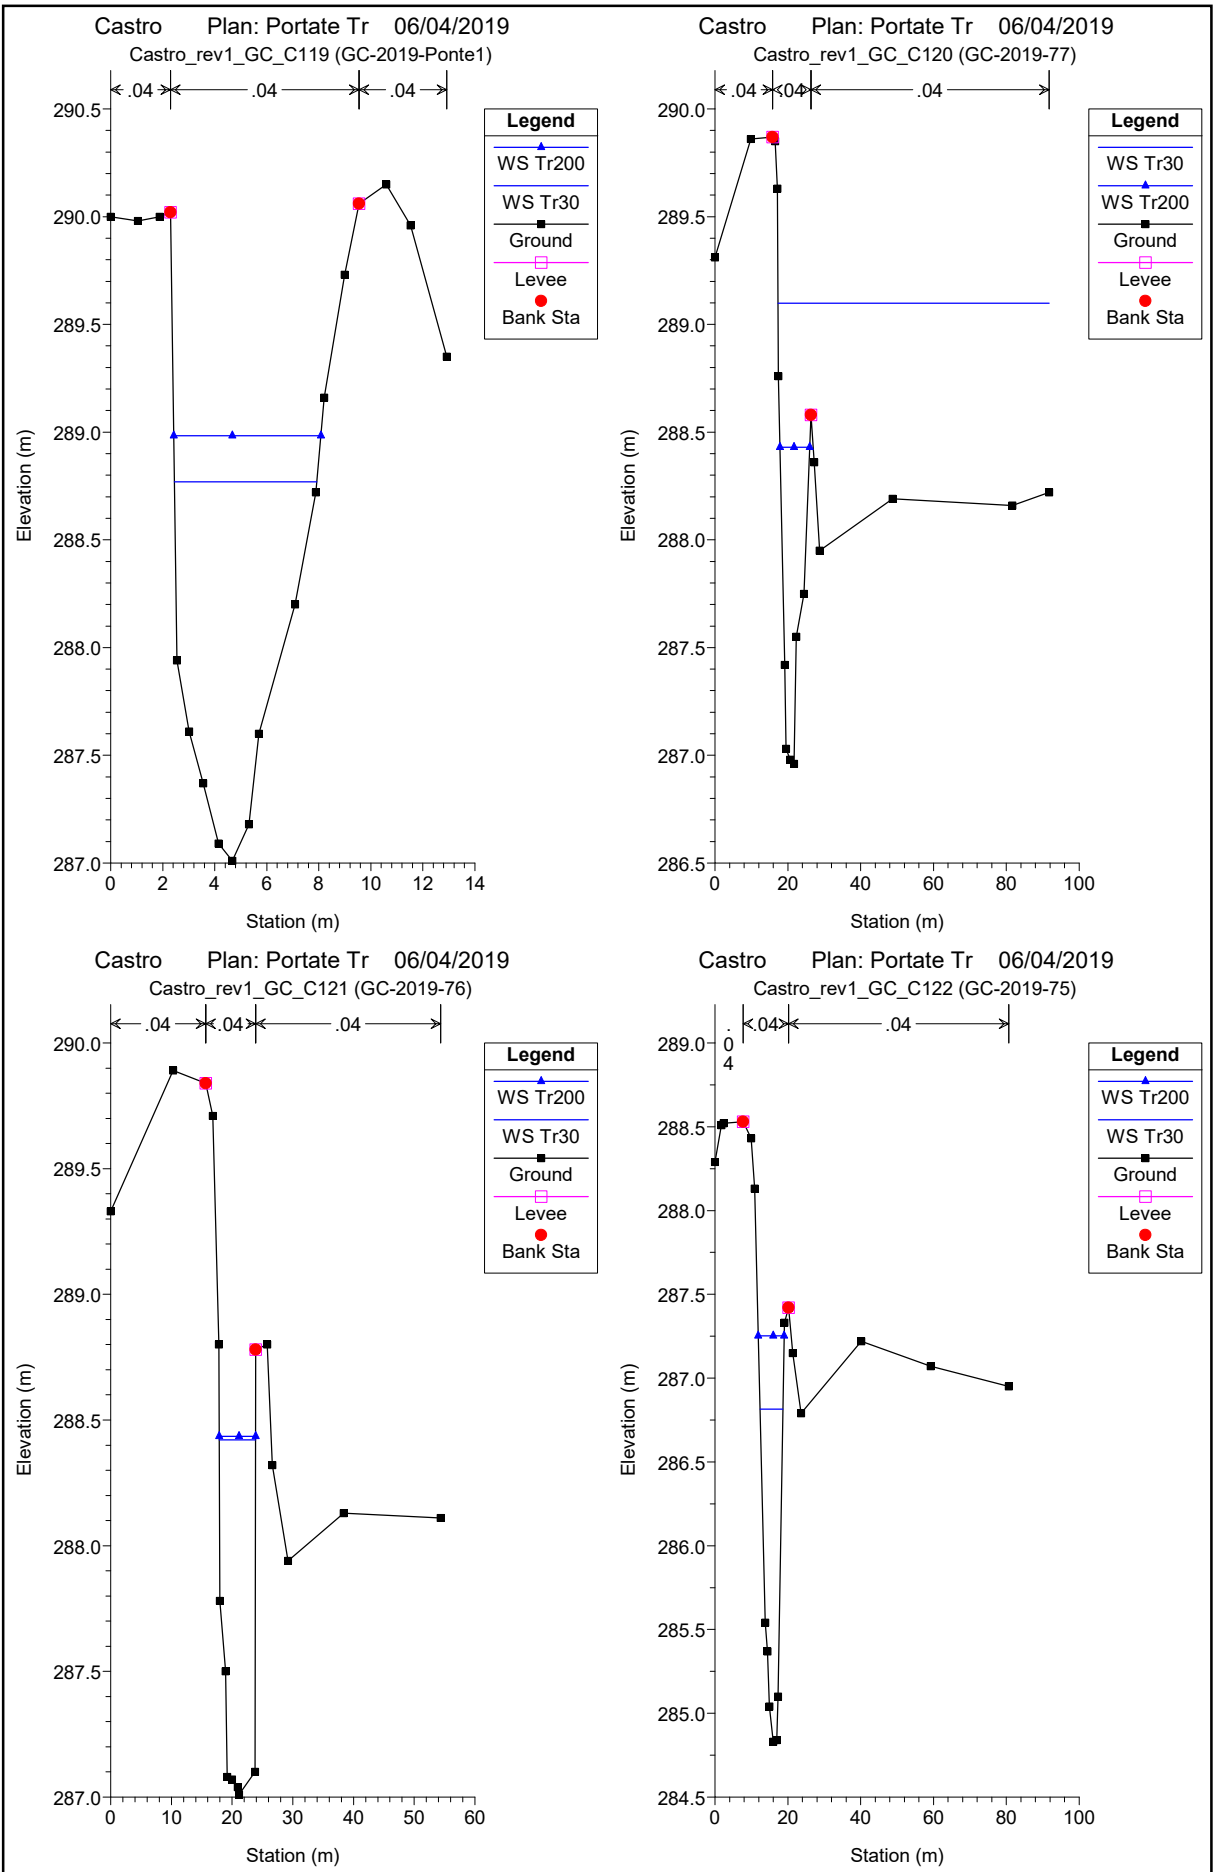 Castro Plan: Portate Tr 06/04/2019
Castro_rev1_GC_C119 (GC-2019-Ponte1)
.04 .04 .04
290.5
290.0
289.5
289.0
288.5
288.0
287.5
287.0
Elevation (m)
0 2 4 6 8 10 12 14
Station (m)
Legend
WS Tr200
WS Tr30
Ground
Levee
Bank Sta
Castro Plan: Portate Tr 06/04/2019
Castro_rev1_GC_C120 (GC-2019-77)
.04 .04 .04
290.0
289.5
289.0
288.5
288.0
287.5
287.0
286.5
Elevation (m)
0 20 40 60 80 100
Station (m)
Legend
WS Tr30
WS Tr200
Ground
Levee
Bank Sta
Castro Plan: Portate Tr 06/04/2019
Castro_rev1_GC_C121 (GC-2019-76)
.04 .04 .04
290.0
289.5
289.0
288.5
288.0
287.5
287.0
Elevation (m)
0 10 20 30 40 50 60
Station (m)
Legend
WS Tr200
WS Tr30
Ground
Levee
Bank Sta
Castro Plan: Portate Tr 06/04/2019
Castro_rev1_GC_C122 (GC-2019-75)
.04 .04 .04
289.0
288.5
288.0
287.5
287.0
286.5
286.0
285.5
285.0
284.5
Elevation (m)
0 20 40 60 80 100
Station (m)
Legend
WS Tr200
WS Tr30
Ground
Levee
Bank Sta